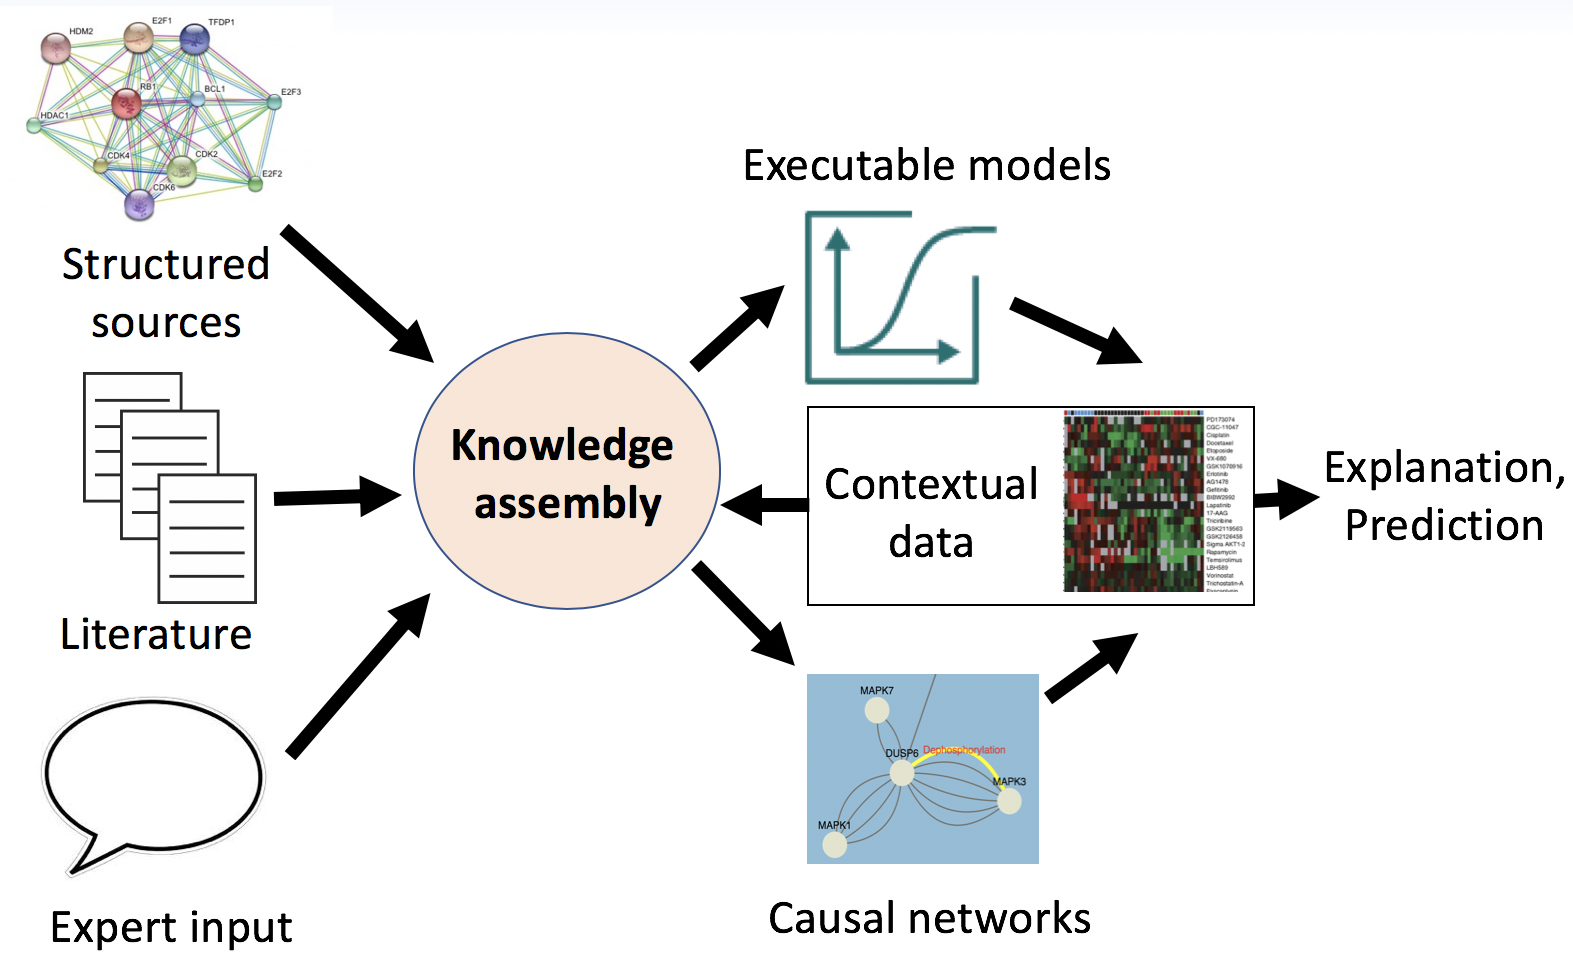 HDM2
E2F1
TFDP1
RB1
BCL1
E2F3
HDAC1
CDK4
CDK2
E2F2
CDK6
Structured
sources
Literature
Expert input
Knowledge
assembly
Executable models
Contextual
data
PD173074
CGC-11047
Cisplatin
Docetaxel
Etoposide
VX-680
GSK1070916
Erlotinib
AG1478
Gefitinib
BIBW2992
Lapatinib
17-AAG
Triciribine
GSK2119563
GSK2126458
Sigma AKT1-2
Rapamycin
Temsirolimus
LBH589
Vorinostat
Trichostatin-A
MAPK7
DUSP6
Dephosphorylation
MAPK3
MAPK1
Causal networks
Explanation,
Prediction